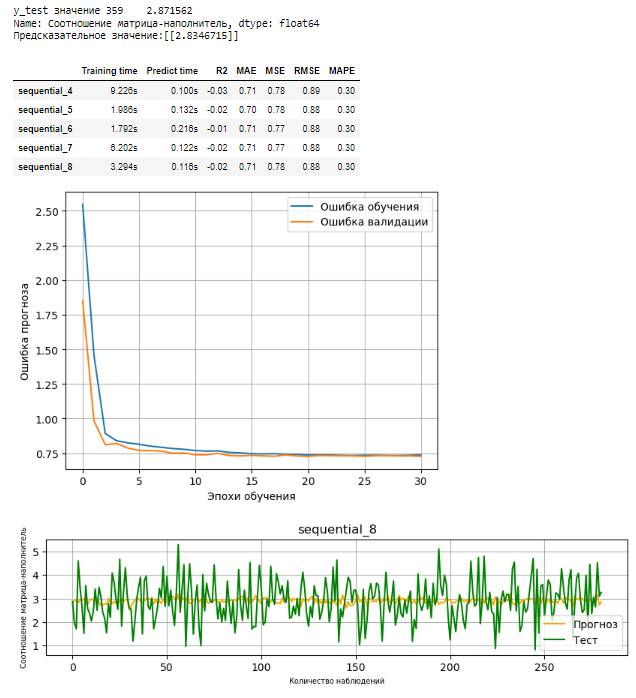 y_test значение 359    2.871562
Name: Соотношение матрица-наполнитель, dtype: float64
Предсказательное значение:[[2.8346715]]
Training time Predict time R2 MAE MSE RMSE MAPE
sequential_4 9.226s 0.100s -0.03 0.71 0.78 0.89 0.30
sequential_5 1.986s 0.132s -0.02 0.70 0.78 0.88 0.30
sequential_6 1.792s 0.216s -0.01 0.71 0.77 0.88 0.30
sequential_7 6.202s 0.122s -0.02 0.71 0.77 0.88 0.30
sequential_8 3.294s 0.116s -0.02 0.71 0.78 0.88 0.30
Ошибка прогноза
2.50
2.25
2.00
1.75
1.50
1.25
1.00
0.75
Ошибка обучения
Ошибка валидации
0 5 10 15 20 25 30
Эпохи обучения
sequential_8
Соотношение матрица-наполнитель
5
4
3
2
1
Прогноз
Тест
0 50 100 150 200 250
Количество наблюдений